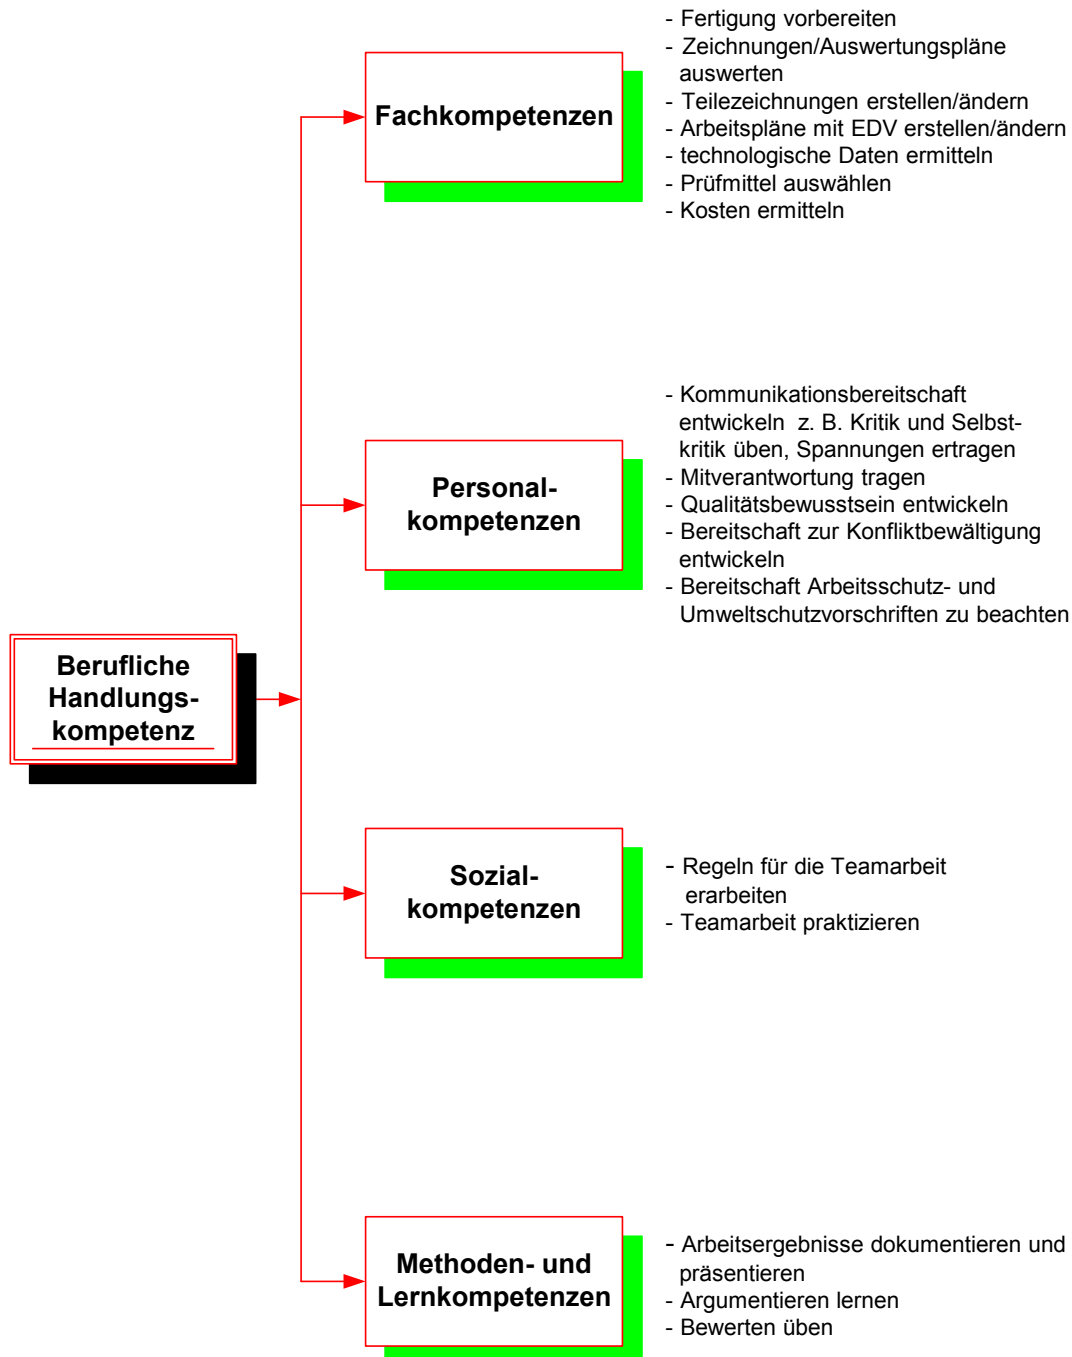 Fachkompetenzen
- Fertigung vorbereiten
- Zeichnungen/Auswertungspläne
auswerten
- Teilezeichnungen erstellen/ändern
- Arbeitspläne mit EDV erstellen/ändern
- technologische Daten ermitteln
- Prüfmittel auswählen
- Kosten ermitteln
Personal-
kompetenzen
- Kommunikationsbereitschaft
entwickeln z. B. Kritik und Selbst-
kritik üben, Spannungen ertragen
- Mitverantwortung tragen
- Qualitätsbewusstsein entwickeln
- Bereitschaft zur Konfliktbewältigung
entwickeln
- Bereitschaft Arbeitsschutz- und
Umweltschutzvorschriften zu beachten
Berufliche
Handlungs-
kompetenz
Sozial-
kompetenzen
- Regeln für die Teamarbeit
erarbeiten
- Teamarbeit praktizieren
Methoden- und
Lernkompetenzen
- Arbeitsergebnisse dokumentieren und
präsentieren
- Argumentieren lernen
- Bewerten üben